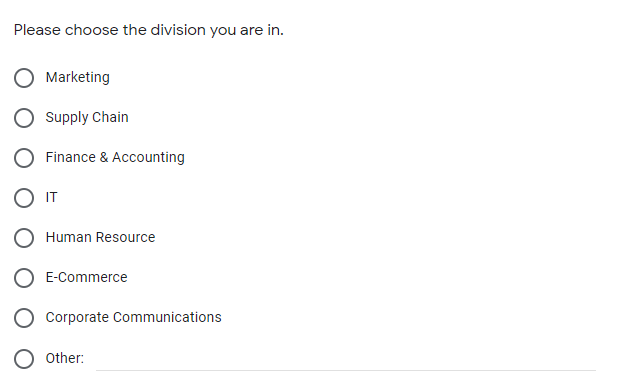 Please choose the division you are in.
Marketing
Supply Chain
Finance & Accounting
IT
Human Resource
E-Commerce
Corporate Communications
Other: